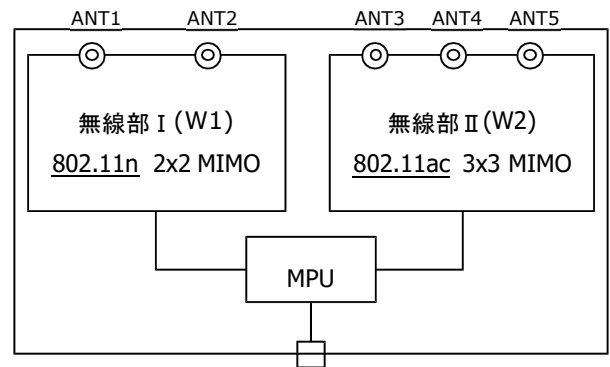 ANT1 ANT2 ANT3 ANT4 ANT5
無線部Ⅰ(W1) 無線部Ⅱ(W2)
802.11n 2x2 MIMO 802.11ac 3x3 MIMO
MPU